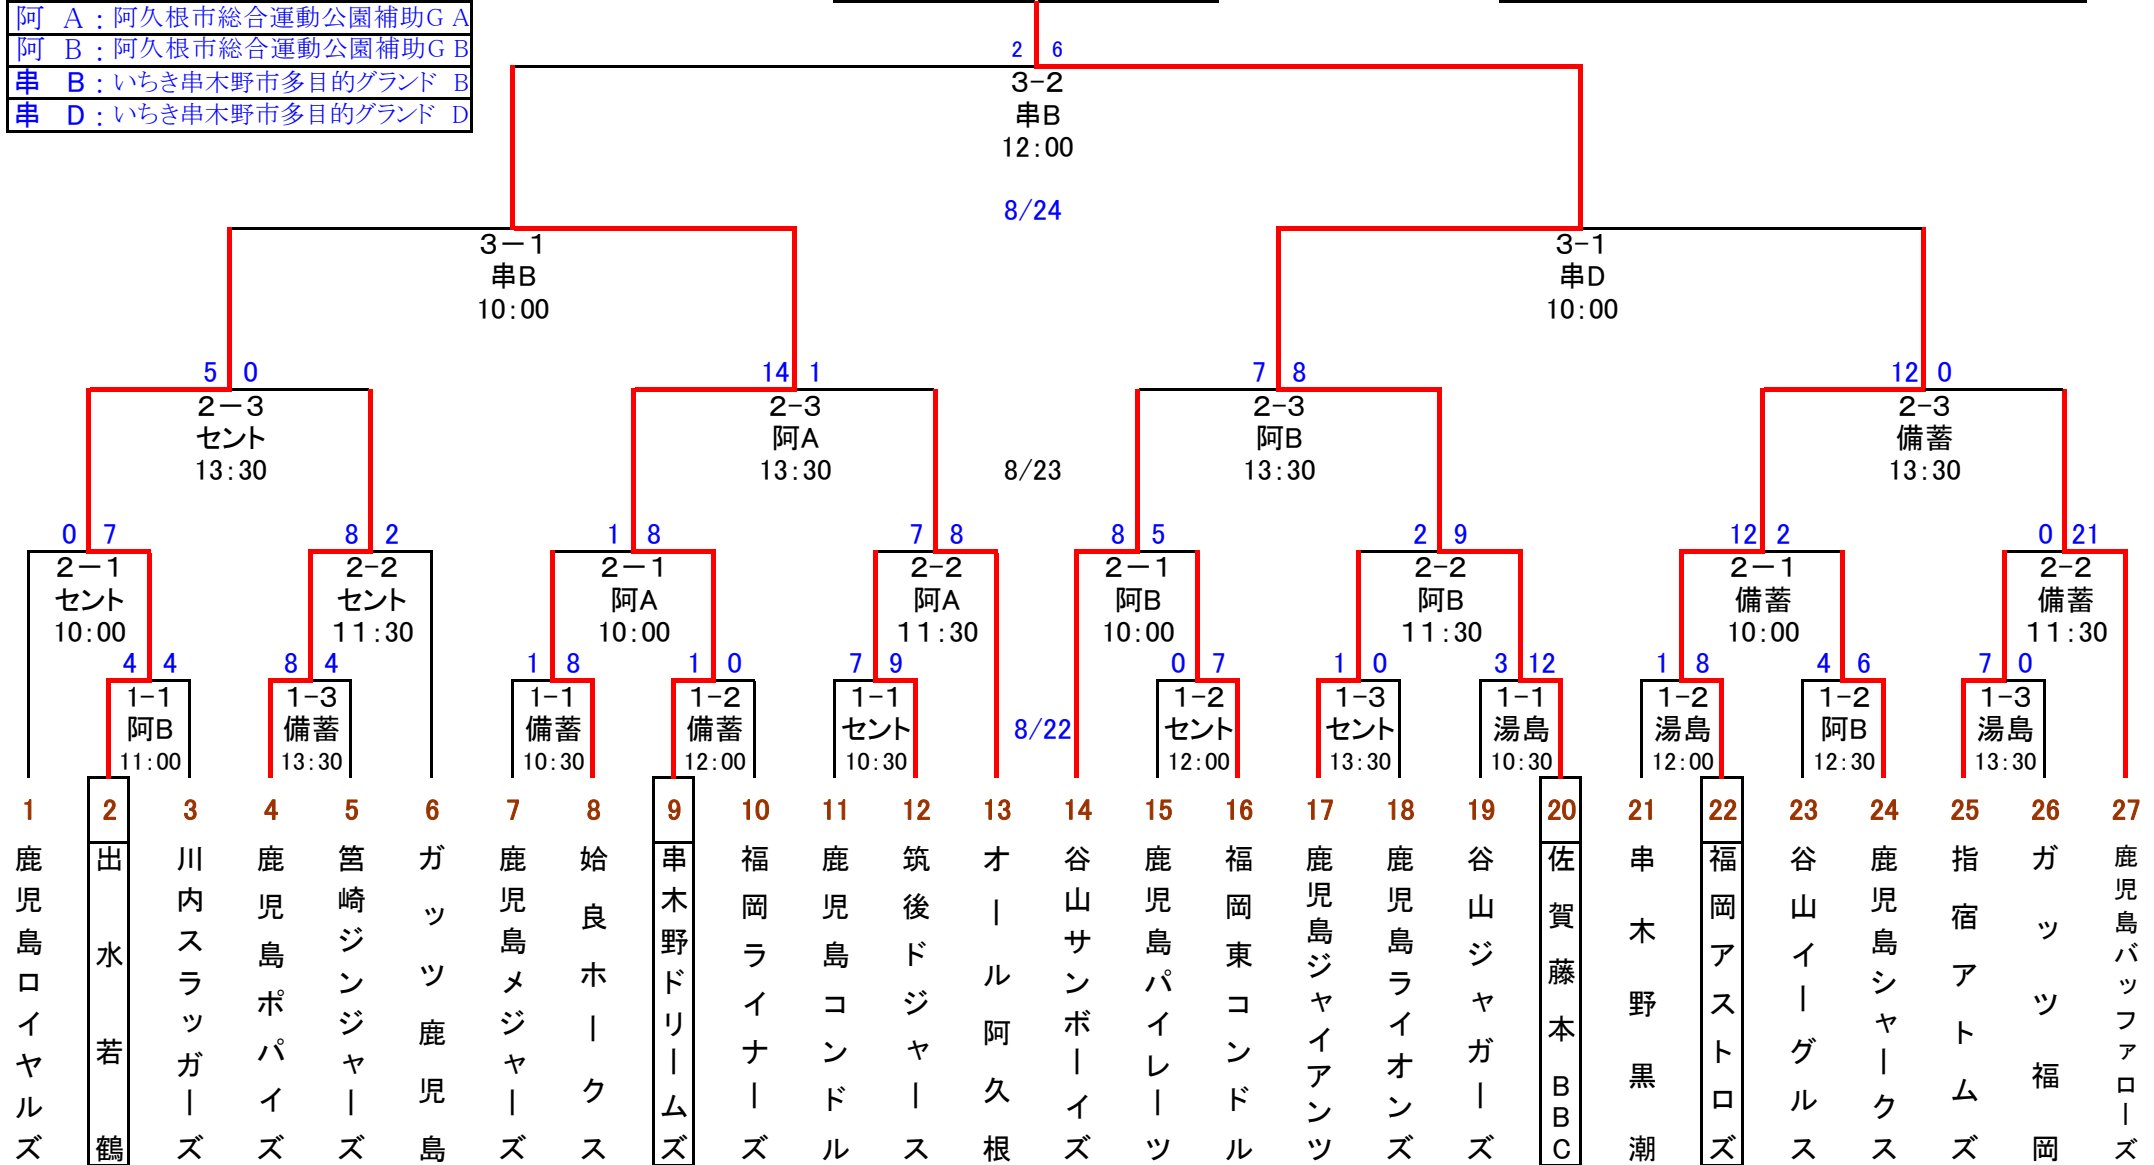 阿 A：阿久根市総合運動公園補助G A
阿 B：阿久根市総合運動公園補助G B
串 B：いちき串木野市多目的グランド B
串 D：いちき串木野市多目的グランド D
2 6
3-2
串B
12:00
8/24
3－1
串B
10:00
3-1
串D
10:00
5 0
14 1
7 8
12 0
2－3
セント
13:30
2-3
阿A
13:30
8/23
2-3
阿B
13:30
2-3
備蓄
13:30
0 7
8 2
1 8
7 8
8 5
2 9
12 2
0 21
2－1
セント
10:00
2-2
セント
11:30
2－1
阿A
10:00
2-2
阿A
11:30
2－1
阿B
10:00
2-2
阿B
11:30
2－1
備蓄
10:00
2-2
備蓄
11:30
4 4
8 4
1 8
1 0
7 9
0 7
1 0
3 12
1 8
4 6
7 0
1-1
阿B
11:00
1-3
備蓄
13:30
1-1
備蓄
10:30
1-2
備蓄
12:00
1-1
セント
10:30
8/22
1-2
セント
12:00
1-3
セント
13:30
1-1
湯島
10:30
1-2
湯島
12:00
1-2
阿B
12:30
1-3
湯島
13:30
1 2 3 4 5 6 7 8 9 10 11 12 13 14 15 16 17 18 19 20 21 22 23 24 25 26 27
鹿児島ロイヤルズ
出水若鶴
川内スラッガーズ
鹿児島ポパイズ
筥崎ジンジャーズ
ガッツ鹿児島
鹿児島メジャーズ
姶良ホークス
串木野ドリームズ
福岡ライナーズ
鹿児島コンドル
筑後ドジャース
オール阿久根
谷山サンボーイズ
鹿児島パイレーツ
福岡東コンドル
鹿児島ジャイアンツ
鹿児島ライオンズ
谷山ジャガーズ
佐賀藤本BBC
串木野黒潮
福岡アストロズ
谷山イーグルス
鹿児島シャークス
指宿アトムズ
ガッツ福岡
鹿児島バッファローズ